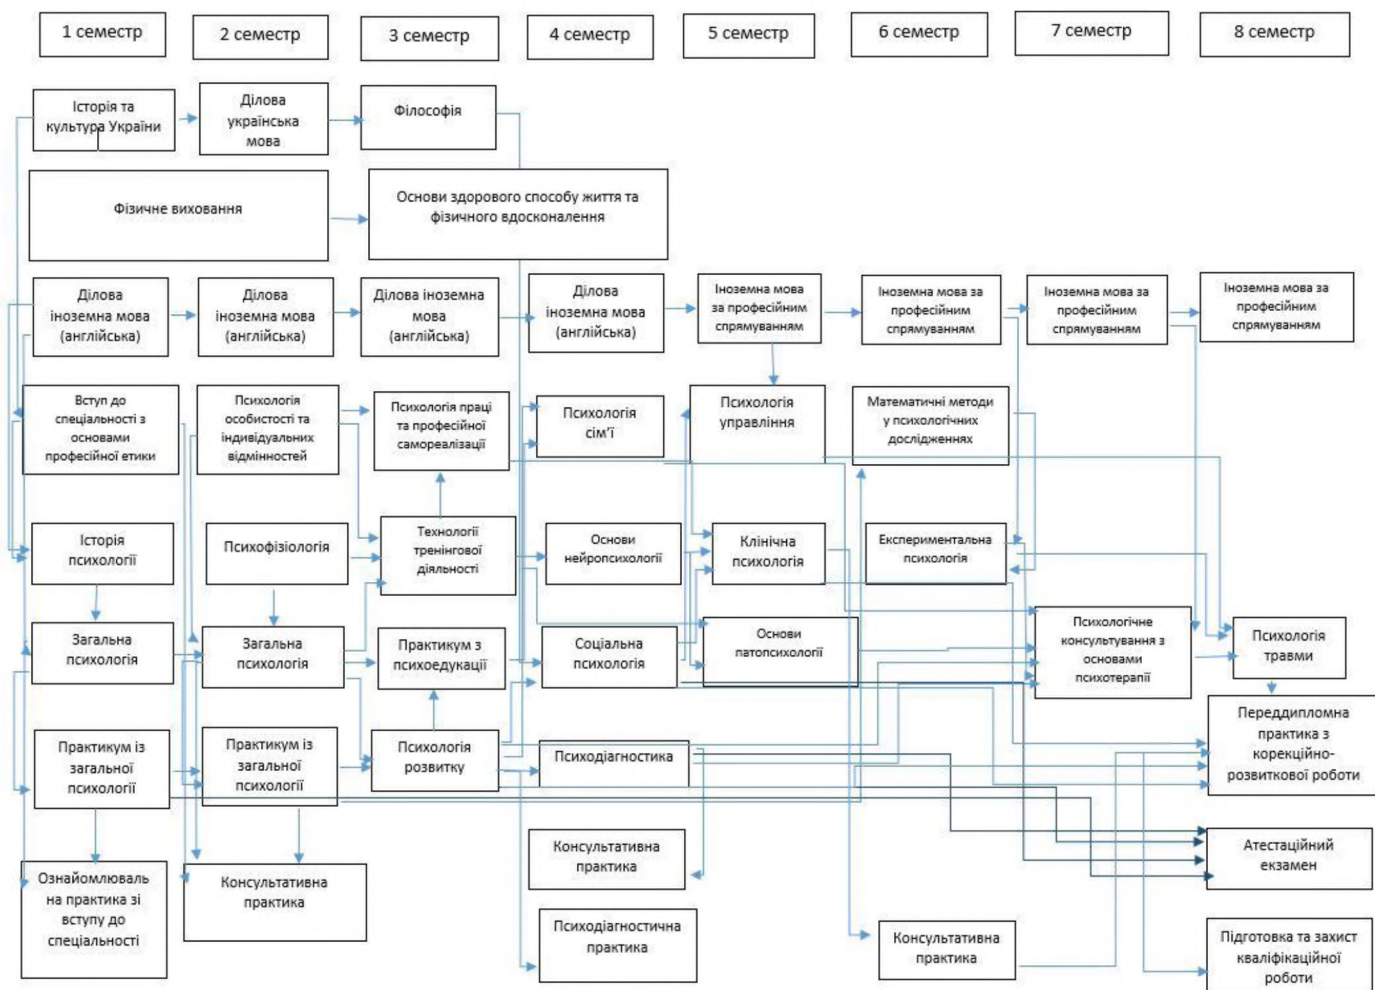 1 семестр
2 семестр
3 семестр
4 семестр
5 семестр
6 семестр
7 семестр
8 семестр
Історія та
культура України
Ділова
українська
мова
Філософія
Фізичне виховання
Основи здорового способу життя та
фізичного вдосконалення
Ділова
іноземна мова
(англійська)
Ділова
іноземна мова
(англійська)
Ділова іноземна
мова
(англійська)
Ділова
іноземна мова
(англійська)
Іноземна мова
за професійним
спрямуванням
Іноземна мова за
професійним
спрямуванням
Іноземна мова за
професійним
спрямуванням
Іноземна мова за
професійним
спрямуванням
Вступ до
спеціальності з
основами
професійної етики
Психологія
особистості та
індивідуальних
відмінностей
Психологія праці
та професійної
самореалізації
Психологія
сім’ї
Психологія
управління
Математичні методи
у психологічних
дослідженнях
Історія
психології
Психофізіологія
Технології
тренінгової
діяльності
Основи
нейропсихології
Клінічна
психологія
Експериментальна
психологія
Загальна
психологія
Загальна
психологія
Практикум з
психоедукації
Соціальна
психологія
Основи
патопсихології
Психологічне
консультування з
основами
психотерапії
Психологія
травми
Практикум із
загальної
психології
Практикум із
загальної
психології
Психологія
розвитку
Психодіагностика
Переддипломна
практика з
корекційно-
розвиткової роботи
Ознайомлюваль
на практика зі
вступу до
спеціальності
Консультативна
практика
Консультативна
практика
Атестаційний
екзамен
Психодіагностична
практика
Консультативна
практика
Підготовка та захист
кваліфікаційної
роботи